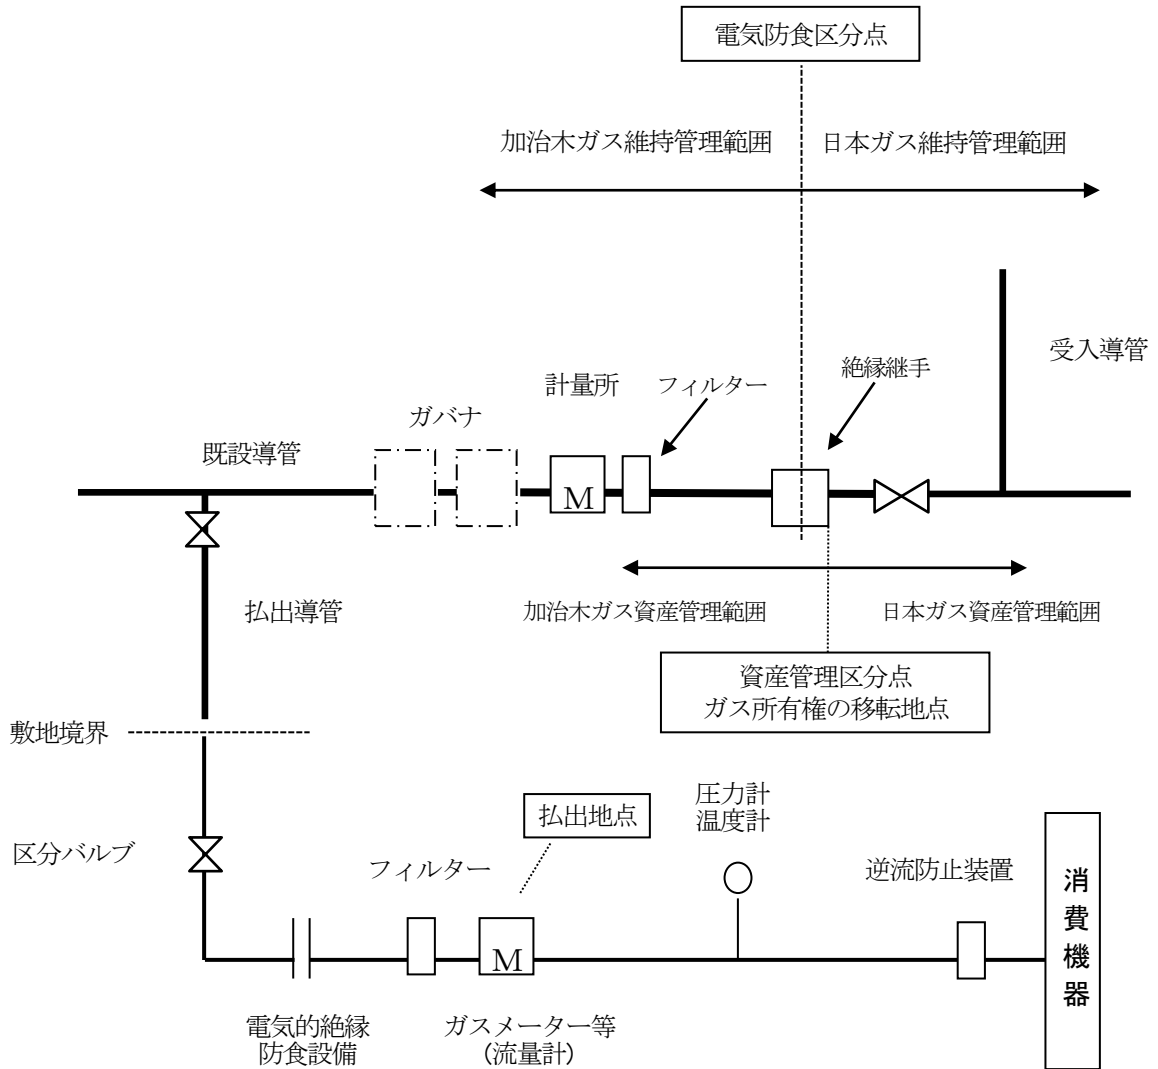 電気防食区分点
加治木ガス維持管理範囲
日本ガス維持管理範囲
受入導管
絶縁継手
計量所
フィルター
ガバナ
既設導管
M
払出導管
加治木ガス資産管理範囲
日本ガス資産管理範囲
資産管理区分点
ガス所有権の移転地点
敷地境界
圧力計
温度計
払出地点
区分バルブ
フィルター
逆流防止装置
消費機器
M
電気的絶縁
防食設備
ガスメーター等
(流量計)